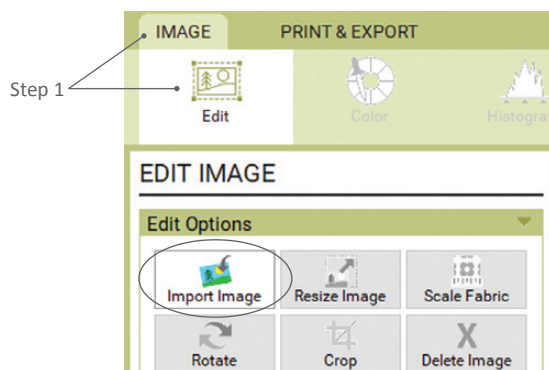 IMAGE PRINT & EXPORT
Step 1
Edit Color Histogra
EDIT IMAGE
Edit Options
Import Image Resize Image Scale Fabric
Rotate Crop Delete Image